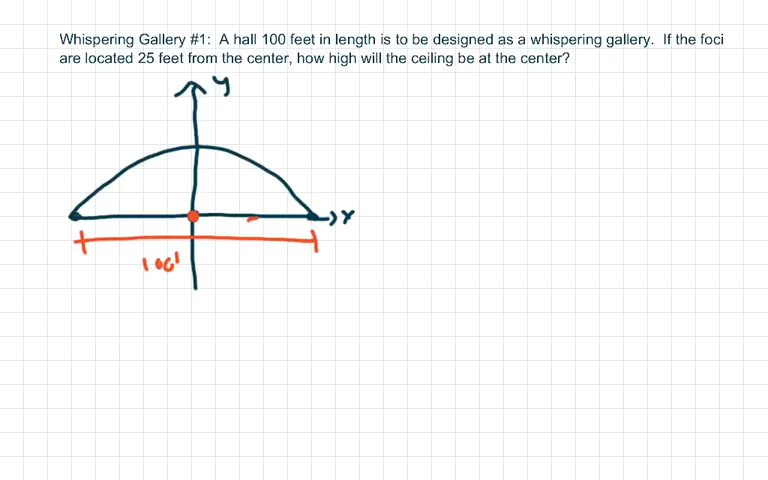 Whispering Gallery #1: A hall 100 feet in length is to be designed as a whispering gallery. If the foci
are located 25 feet from the center, how high will the ceiling be at the center?
y
x
100'